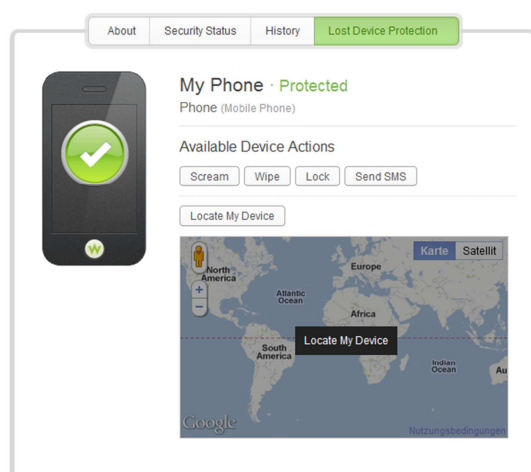 About Security Status History Lost Device Protection
My Phone · Protected
Phone (Mobile Phone)
Available Device Actions
Scream Wipe Lock Send SMS
Locate My Device
Karte Satellit
North
America
Europe
+
Atlantic
Ocean
−
Africa
Locate My Device
South
America
Indian
Ocean
Au
W
Google
Nutzungsbedingungen